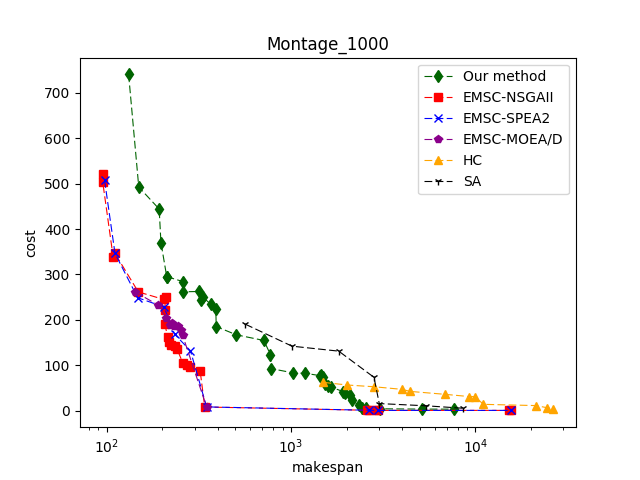 Montage_1000
Our method
EMSC-NSGAII
EMSC-SPEA2
EMSC-MOEA/D
HC
SA
cost
700
600
500
400
300
200
100
0
10²
10³
10⁴
makespan